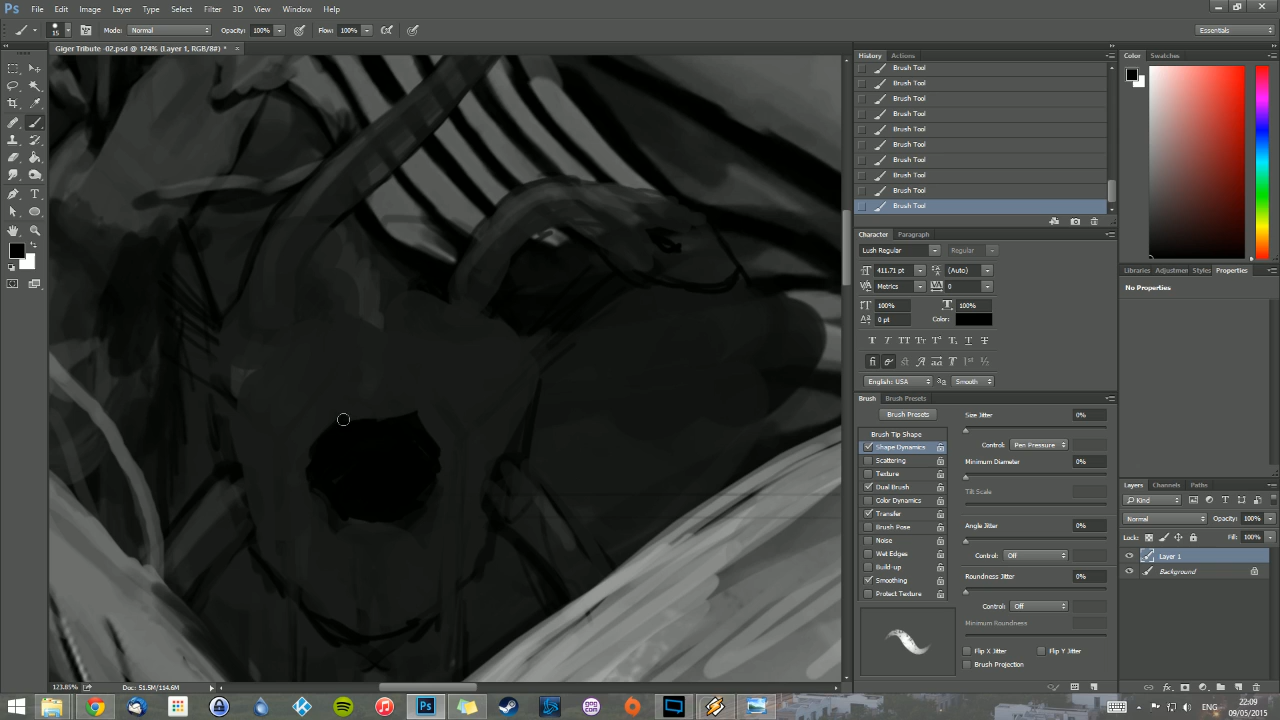 Ps File Edit Image Layer Type Select Filter 3D View Window Help
15 Mode: Normal Opacity: 100% Flow: 100% Essentials
Giger Tribute -02.psd @ 124% (Layer 1, RGB/8#) * ×
History Actions
Brush Tool
Brush Tool
Brush Tool
Brush Tool
Brush Tool
Brush Tool
Brush Tool
Brush Tool
Brush Tool
Brush Tool
Color Swatches
Character Paragraph
Lush Regular Regular
411.71 pt (Auto)
Metrics 0
100% 100%
0 pt Color:
English: USA Smooth
Libraries Adjustmen Styles Properties
No Properties
Brush Brush Presets
Brush Presets
Brush Tip Shape
Shape Dynamics
Scattering
Texture
Dual Brush
Color Dynamics
Transfer
Brush Pose
Noise
Wet Edges
Build-up
Smoothing
Protect Texture
Size Jitter 0%
Control: Pen Pressure
Minimum Diameter 0%
Tilt Scale
Angle Jitter 0%
Control: Off
Roundness Jitter 0%
Control: Off
Minimum Roundness
Flip X Jitter Flip Y Jitter
Brush Projection
Layers Channels Paths
Kind
Normal Opacity: 100%
Lock: Fill: 100%
Layer 1
Background
123.85% Doc: 51.5M/114.6M
ENG 22:09
09/05/2015